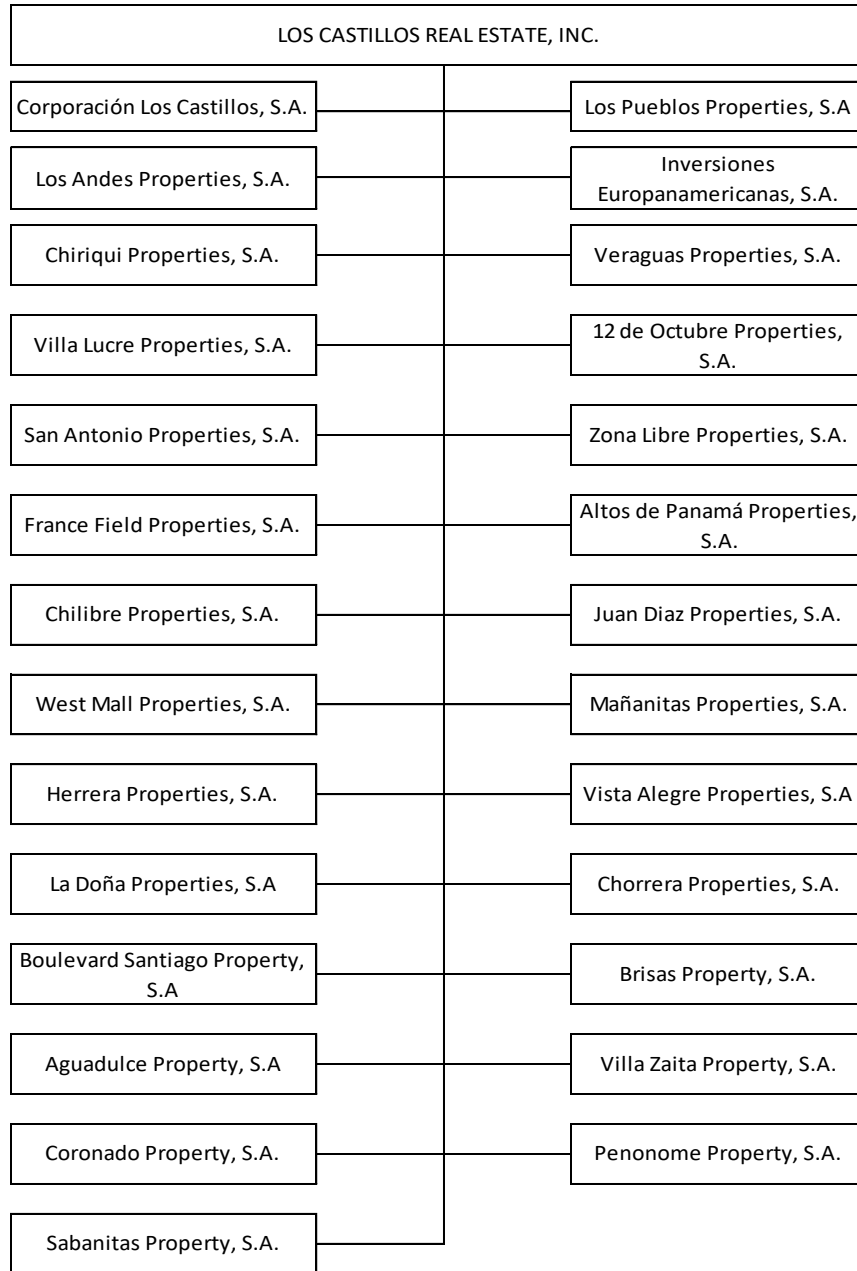 LOS CASTILLOS REAL ESTATE, INC.
Corporación Los Castillos, S.A.
Los Pueblos Properties, S.A
Los Andes Properties, S.A.
Inversiones
Europanamericanas, S.A.
Chiriqui Properties, S.A.
Veraguas Properties, S.A.
Villa Lucre Properties, S.A.
12 de Octubre Properties,
S.A.
San Antonio Properties, S.A.
Zona Libre Properties, S.A.
France Field Properties, S.A.
Altos de Panamá Properties,
S.A.
Chilibre Properties, S.A.
Juan Diaz Properties, S.A.
West Mall Properties, S.A.
Mañanitas Properties, S.A.
Herrera Properties, S.A.
Vista Alegre Properties, S.A
La Doña Properties, S.A
Chorrera Properties, S.A.
Boulevard Santiago Property,
S.A
Brisas Property, S.A.
Aguadulce Property, S.A
Villa Zaita Property, S.A.
Coronado Property, S.A.
Penonome Property, S.A.
Sabanitas Property, S.A.